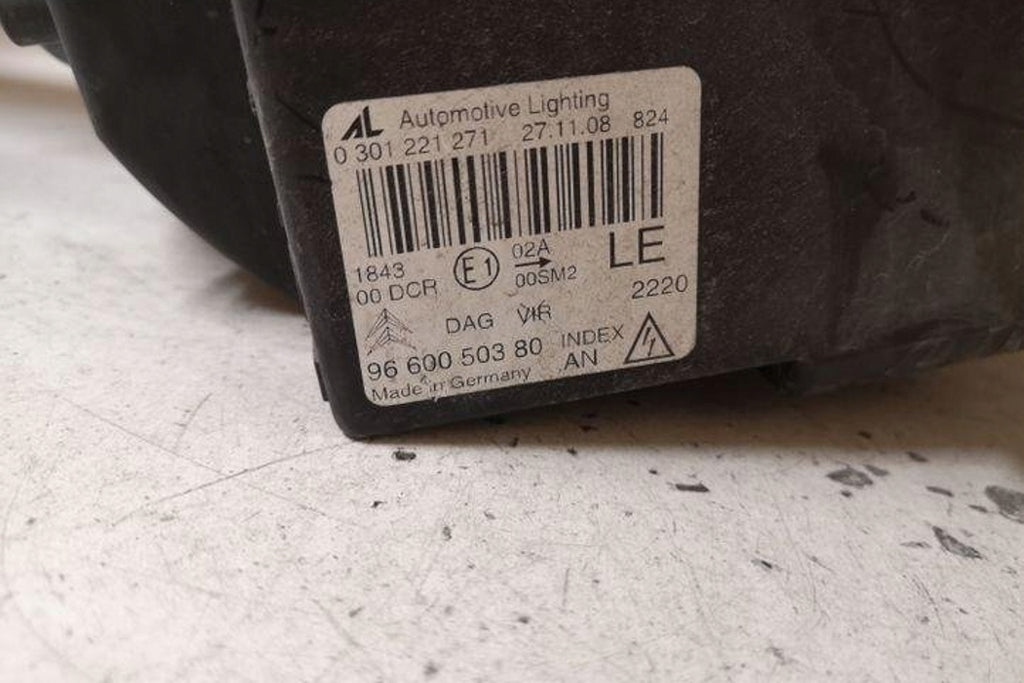 AL Automotive Lighting
0 301 221 271 27.11.08 824
1843
00 DCR
E1
02A
00SM2
LE
2220
DAG VIR
96 600 503 80
INDEX
AN
Made in Germany